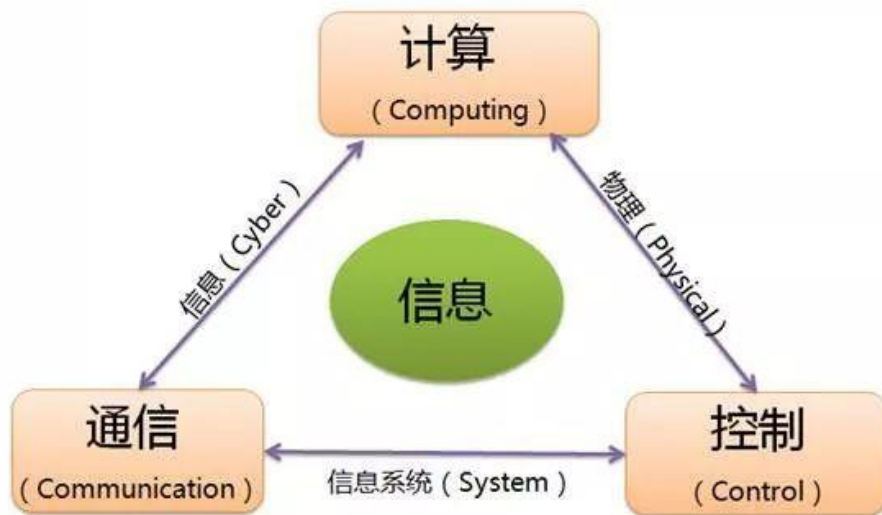 计算
（Computing）
信息（Cyber）
物理（Physical）
信息
通信
（Communication）
信息系统（System）
控制
（Control）